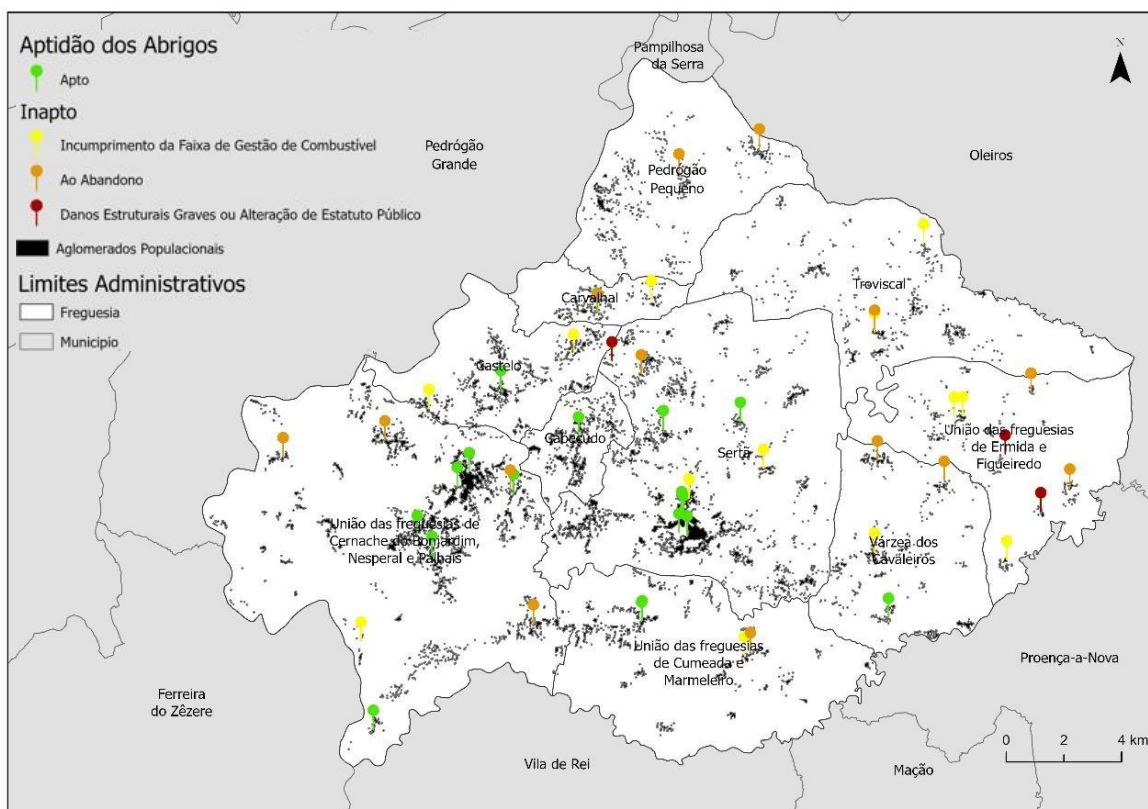 Aptidão dos Abrigos
Apto
Inapto
Incumprimento da Faixa de Gestão de Combustível
Ao Abandono
Danos Estruturais Graves ou Alteração de Estatuto Público
Aglomerados Populacionais
Limites Administrativos
Freguesia
Municipio
Pampilhosa
da Serra
N
Pedrógão
Grande
Oleiros
Pedrógão
Pequeno
Carvalhal
Troviscal
Castelo
Cabeçudo
Sertã
União das freguesias
de Ermida e
Figueiredo
União das freguesias de
Cernache do Bonjardim,
Nesperal e Palhais
Várzea dos
Cavaleiros
União das freguesias
de Cumeada e
Marmeleiro
Proença-a-Nova
Ferreira
do Zêzere
Vila de Rei
Mação
0 2 4 km